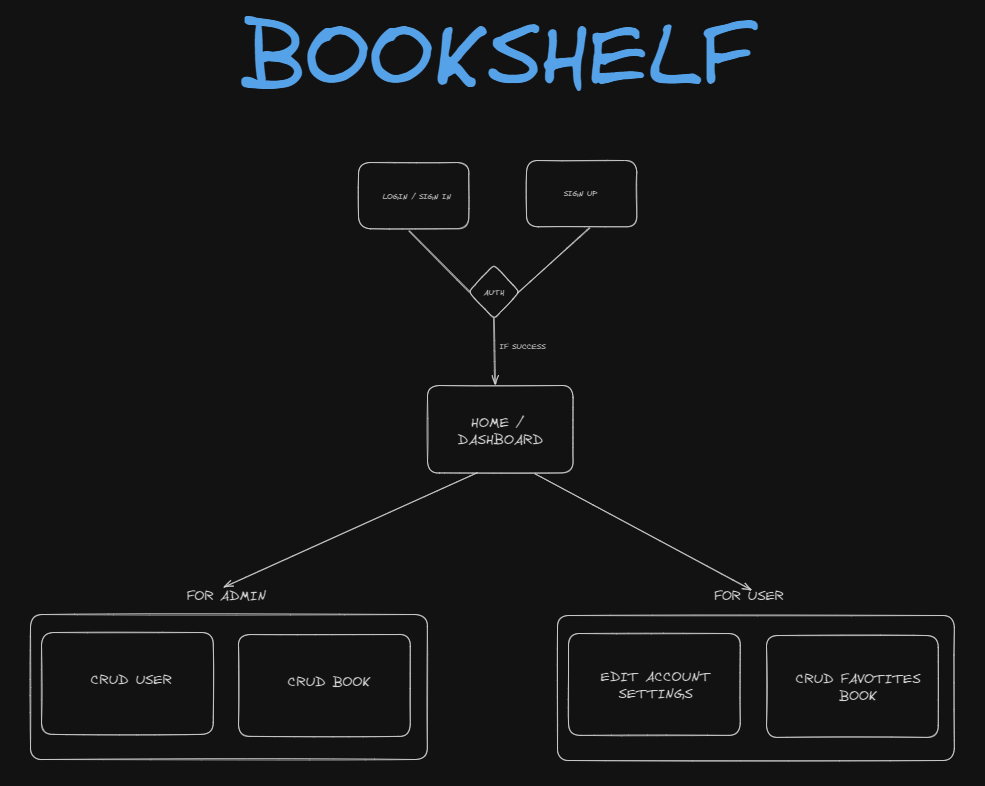 BOOKSHELF
LOGIN / SIGN IN
SIGN UP
AUTH
IF SUCCESS
HOME /
DASHBOARD
FOR ADMIN
FOR USER
CRUD USER
CRUD BOOK
EDIT ACCOUNT
SETTINGS
CRUD FAVOTITES
BOOK